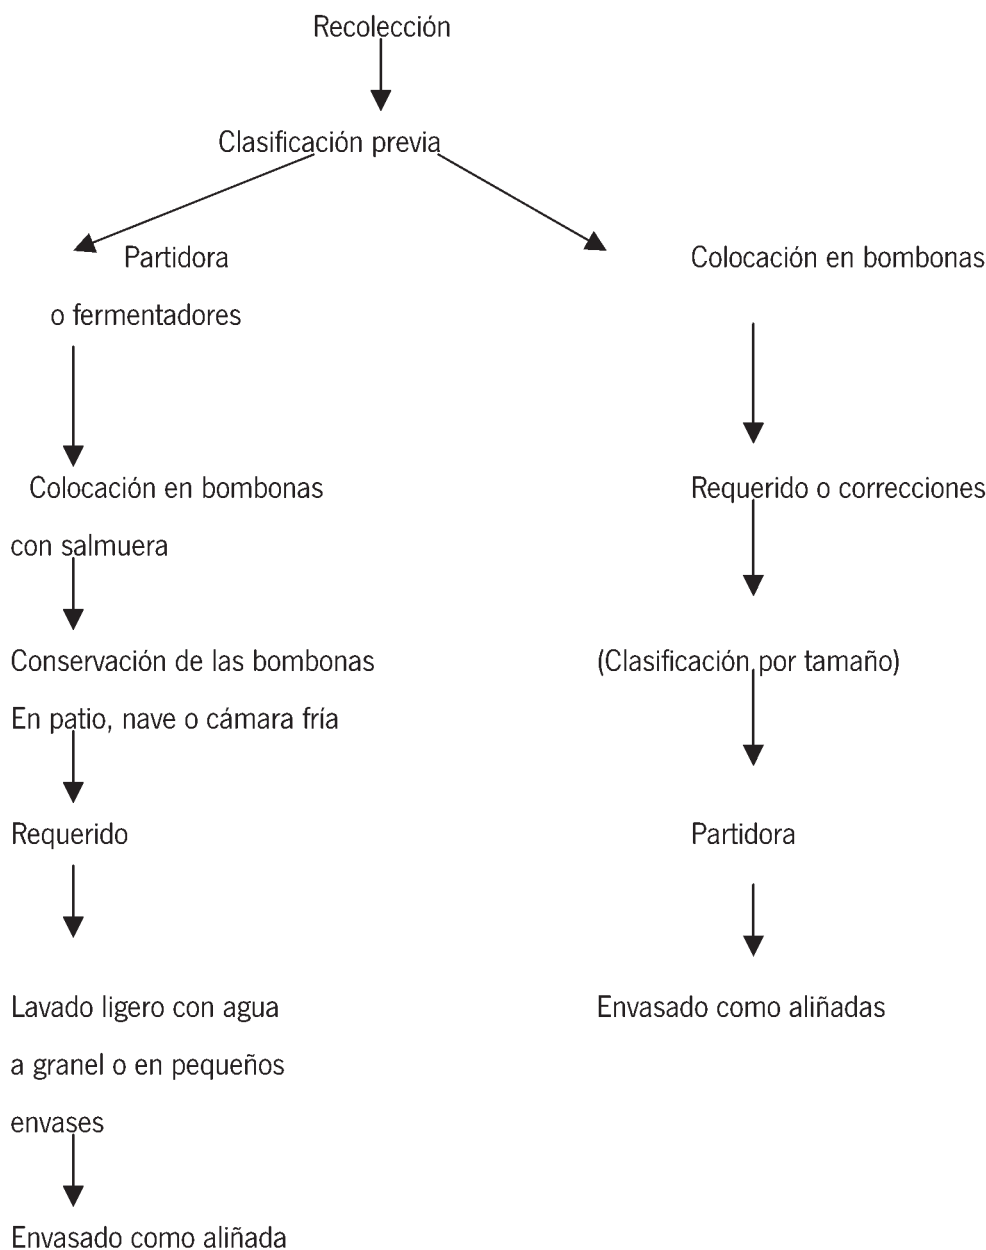 Recolección
Clasificación previa
Partidora
Colocación en bombonas
o fermentadores
Colocación en bombonas
Requerido o correcciones
con salmuera
Conservación de las bombonas
(Clasificación por tamaño)
En patio, nave o cámara fría
Requerido
Partidora
Lavado ligero con agua
Envasado como aliñadas
a granel o en pequeños
envases
Envasado como aliñada